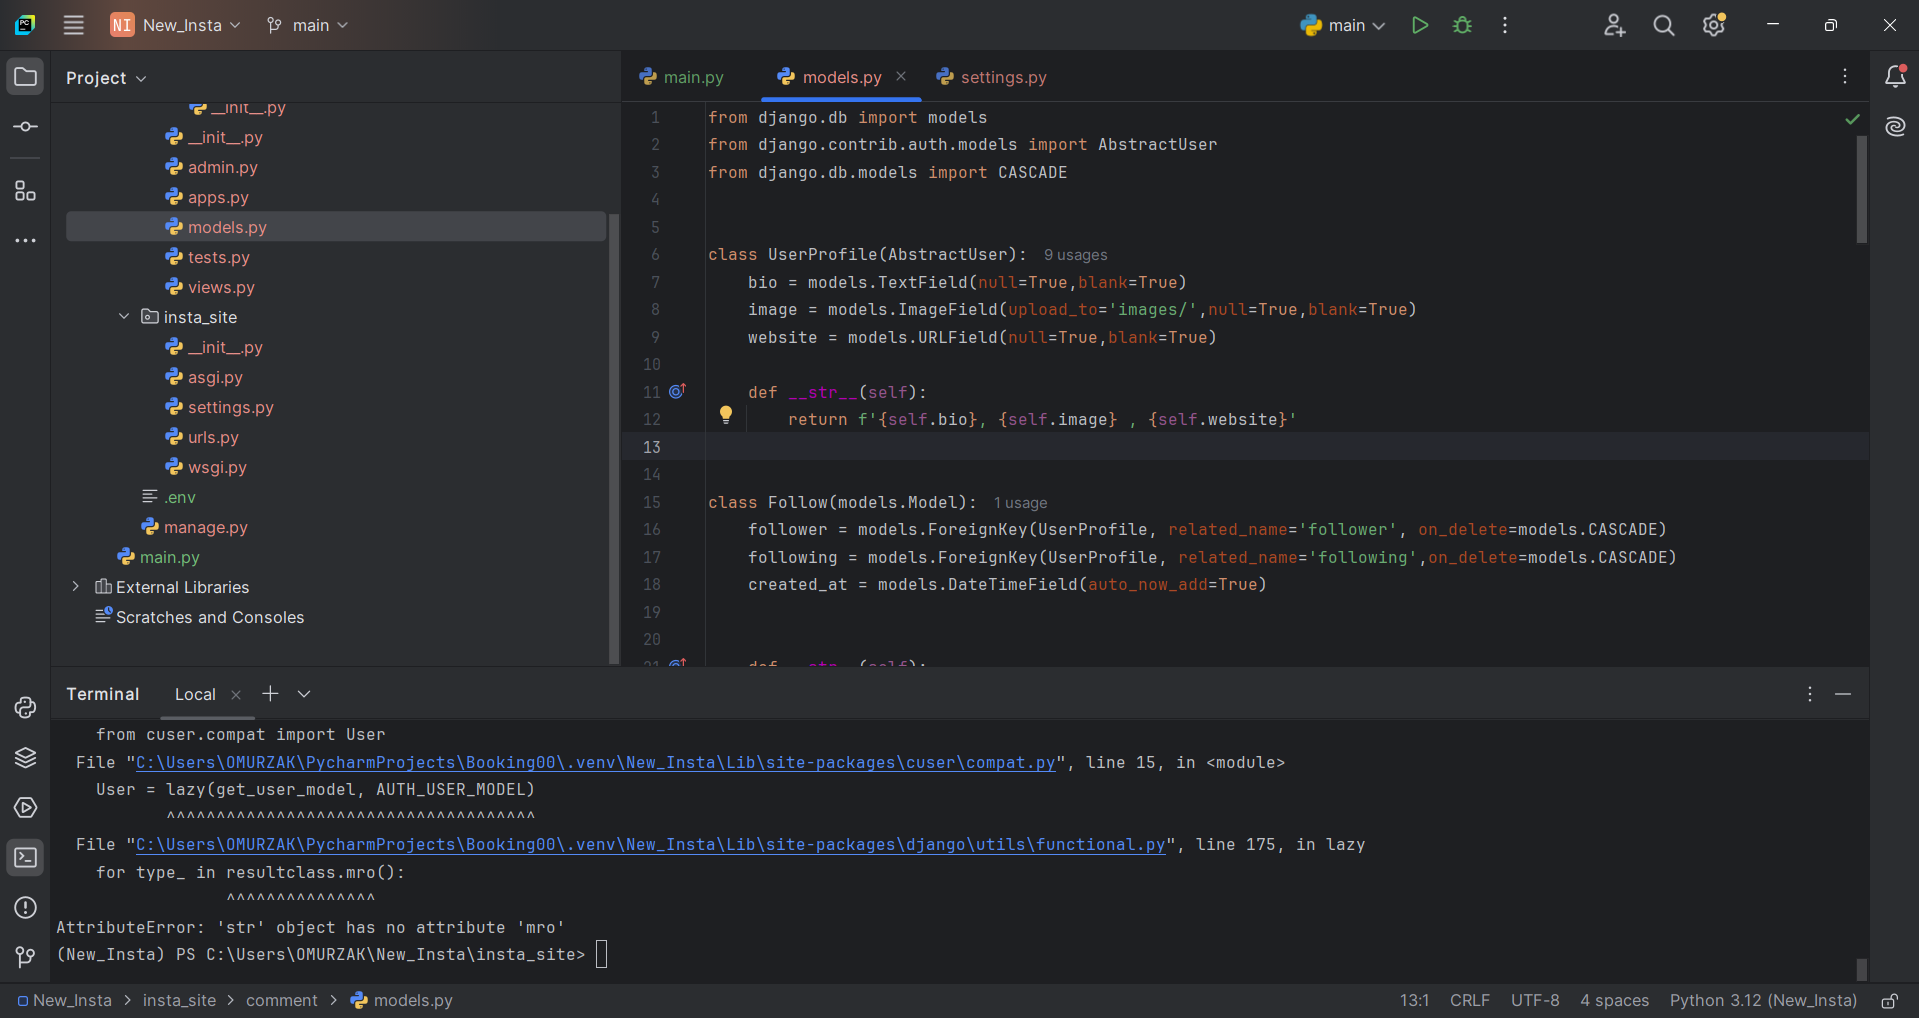 NI New_Insta main main
Project
main.py models.py settings.py
__init__.py
__init__.py
admin.py
apps.py
models.py
tests.py
views.py
insta_site
__init__.py
asgi.py
settings.py
urls.py
wsgi.py
.env
manage.py
main.py
External Libraries
Scratches and Consoles
1 from django.db import models
2 from django.contrib.auth.models import AbstractUser
3 from django.db.models import CASCADE
4
5
6 class UserProfile(AbstractUser): 9 usages
7 bio = models.TextField(null=True,blank=True)
8 image = models.ImageField(upload_to='images/',null=True,blank=True)
9 website = models.URLField(null=True,blank=True)
10
11 def __str__(self):
12 return f'{self.bio}, {self.image} , {self.website}'
13
14
15 class Follow(models.Model): 1 usage
16 follower = models.ForeignKey(UserProfile, related_name='follower', on_delete=models.CASCADE)
17 following = models.ForeignKey(UserProfile, related_name='following',on_delete=models.CASCADE)
18 created_at = models.DateTimeField(auto_now_add=True)
19
20
21 def __str__(self):
Terminal Local
from cuser.compat import User
File "C:\Users\OMURZAK\PycharmProjects\Booking00\.venv\New_Insta\Lib\site-packages\cuser\compat.py", line 15, in <module>
User = lazy(get_user_model, AUTH_USER_MODEL)
^^^^^^^^^^^^^^^^^^^^^^^^^^^^^^^^^^^^^
File "C:\Users\OMURZAK\PycharmProjects\Booking00\.venv\New_Insta\Lib\site-packages\django\utils\functional.py", line 175, in lazy
for type_ in resultclass.mro():
^^^^^^^^^^^^^^^
AttributeError: 'str' object has no attribute 'mro'
(New_Insta) PS C:\Users\OMURZAK\New_Insta\insta_site>
New_Insta > insta_site > comment > models.py 13:1 CRLF UTF-8 4 spaces Python 3.12 (New_Insta)